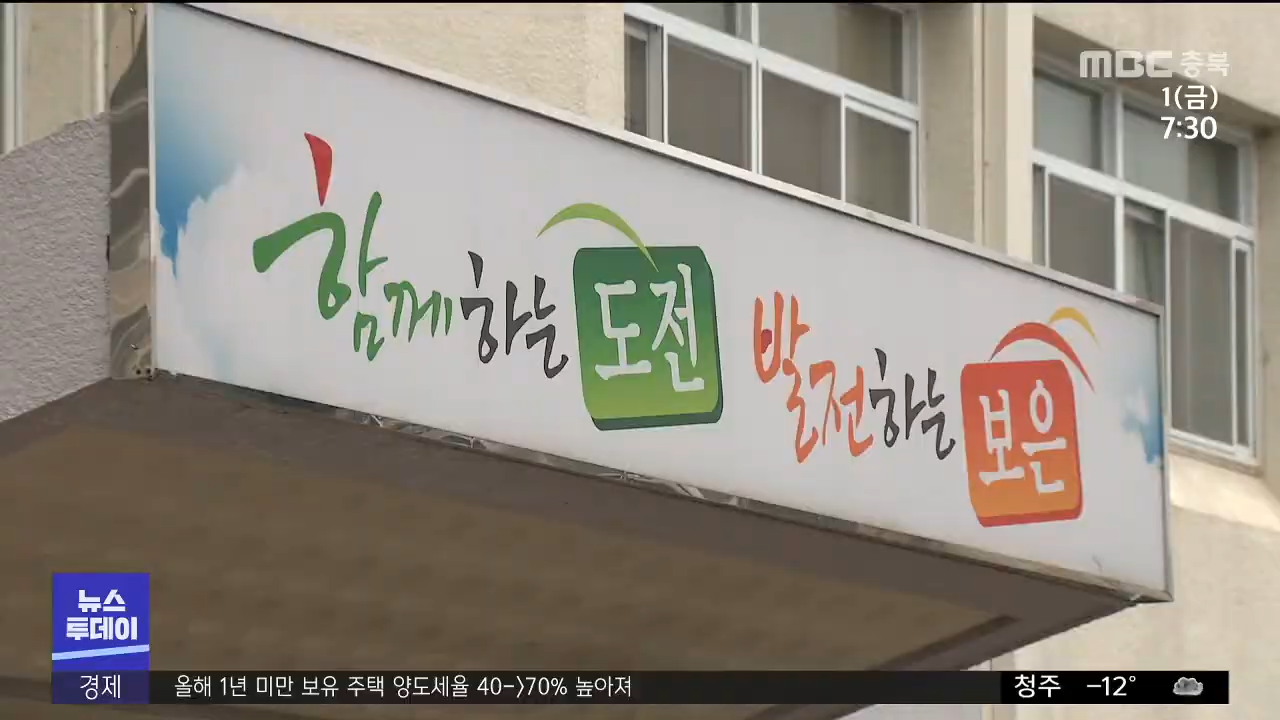 MBC 충북
1(금)
7:30
함께하는 도전 발전하는 보은
뉴스
투데이
경제
올해 1년 미만 보유 주택 양도세율 40->70% 높아져
청주 -12°